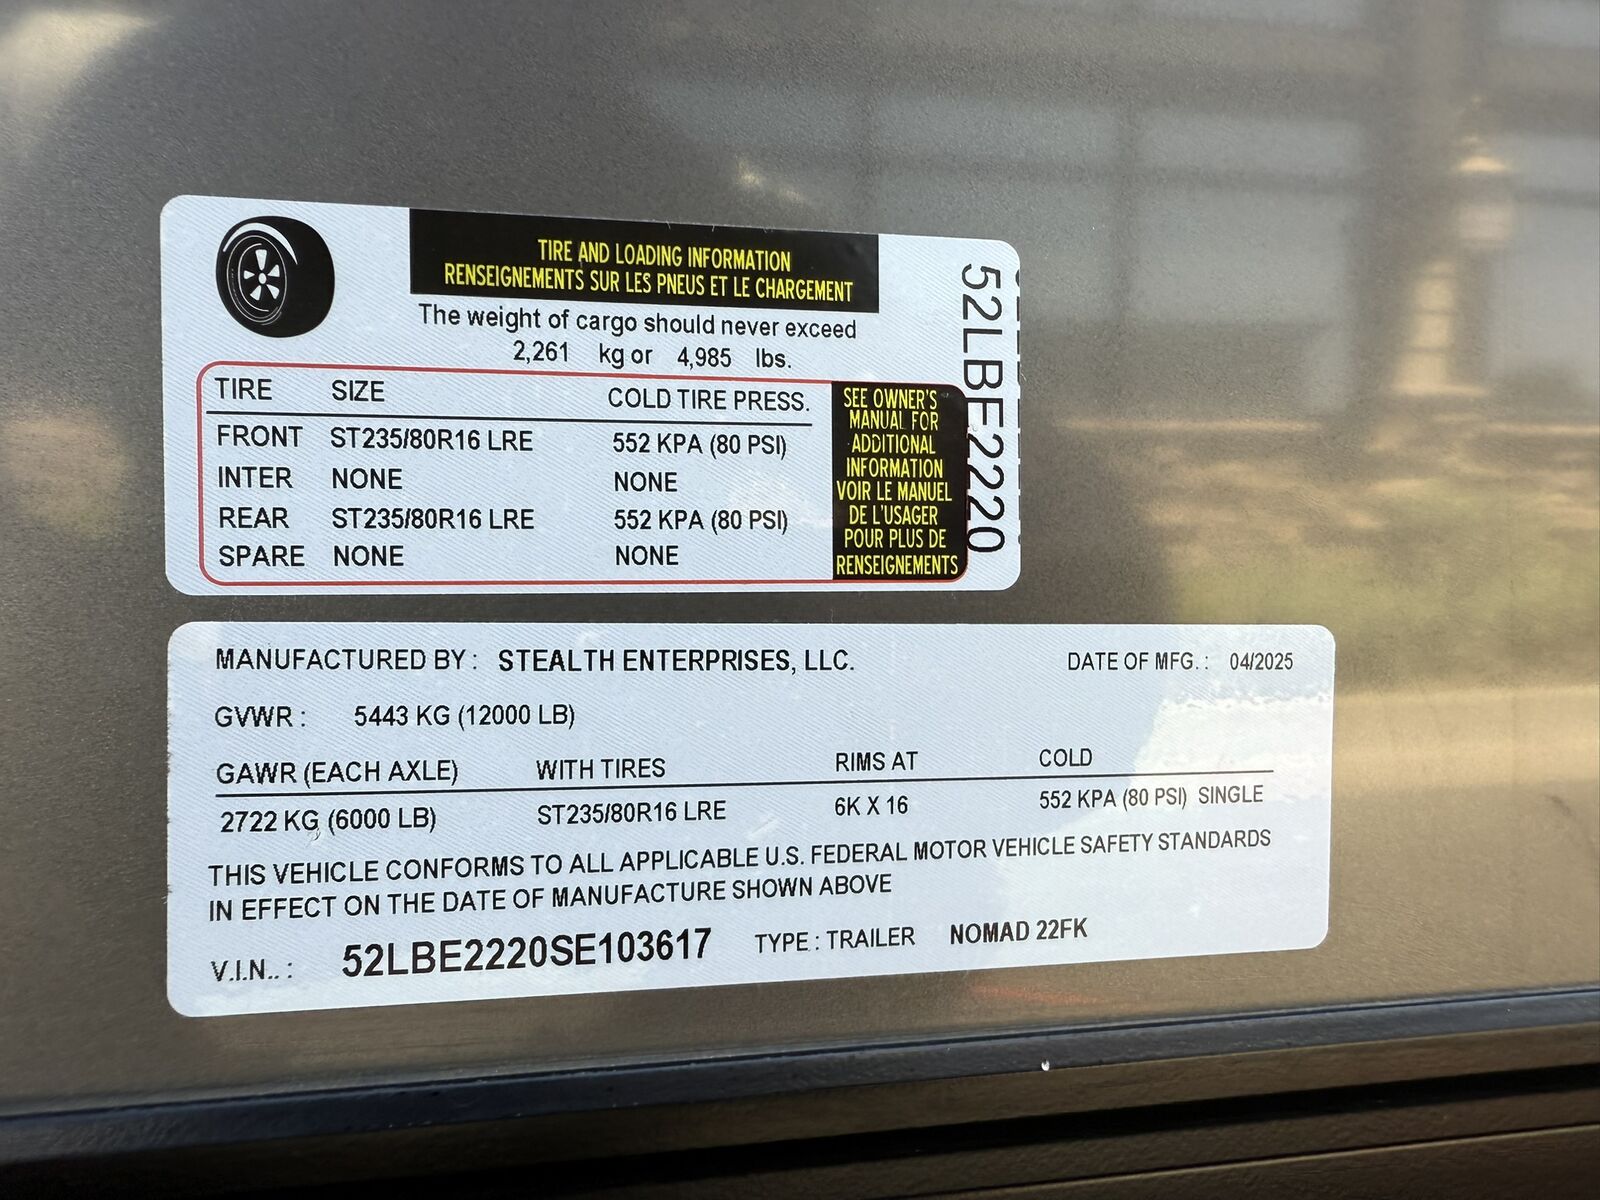 TIRE AND LOADING INFORMATION
RENSEIGNEMENTS SUR LES PNEUS ET LE CHARGEMENT
The weight of cargo should never exceed
2,261 kg or 4,985 lbs.
TIRE SIZE COLD TIRE PRESS.
FRONT ST235/80R16 LRE 552 KPA (80 PSI)
INTER NONE NONE
REAR ST235/80R16 LRE 552 KPA (80 PSI)
SPARE NONE NONE
SEE OWNER'S
MANUAL FOR
ADDITIONAL
INFORMATION
VOIR LE MANUEL
DE L'USAGER
POUR PLUS DE
RENSEIGNEMENTS
52LBE2220
MANUFACTURED BY : STEALTH ENTERPRISES, LLC. DATE OF MFG. : 04/2025
GVWR : 5443 KG (12000 LB)
GAWR (EACH AXLE) WITH TIRES RIMS AT COLD
2722 KG (6000 LB) ST235/80R16 LRE 6K X 16 552 KPA (80 PSI) SINGLE
THIS VEHICLE CONFORMS TO ALL APPLICABLE U.S. FEDERAL MOTOR VEHICLE SAFETY STANDARDS
IN EFFECT ON THE DATE OF MANUFACTURE SHOWN ABOVE
V.I.N.. : 52LBE2220SE103617 TYPE : TRAILER NOMAD 22FK